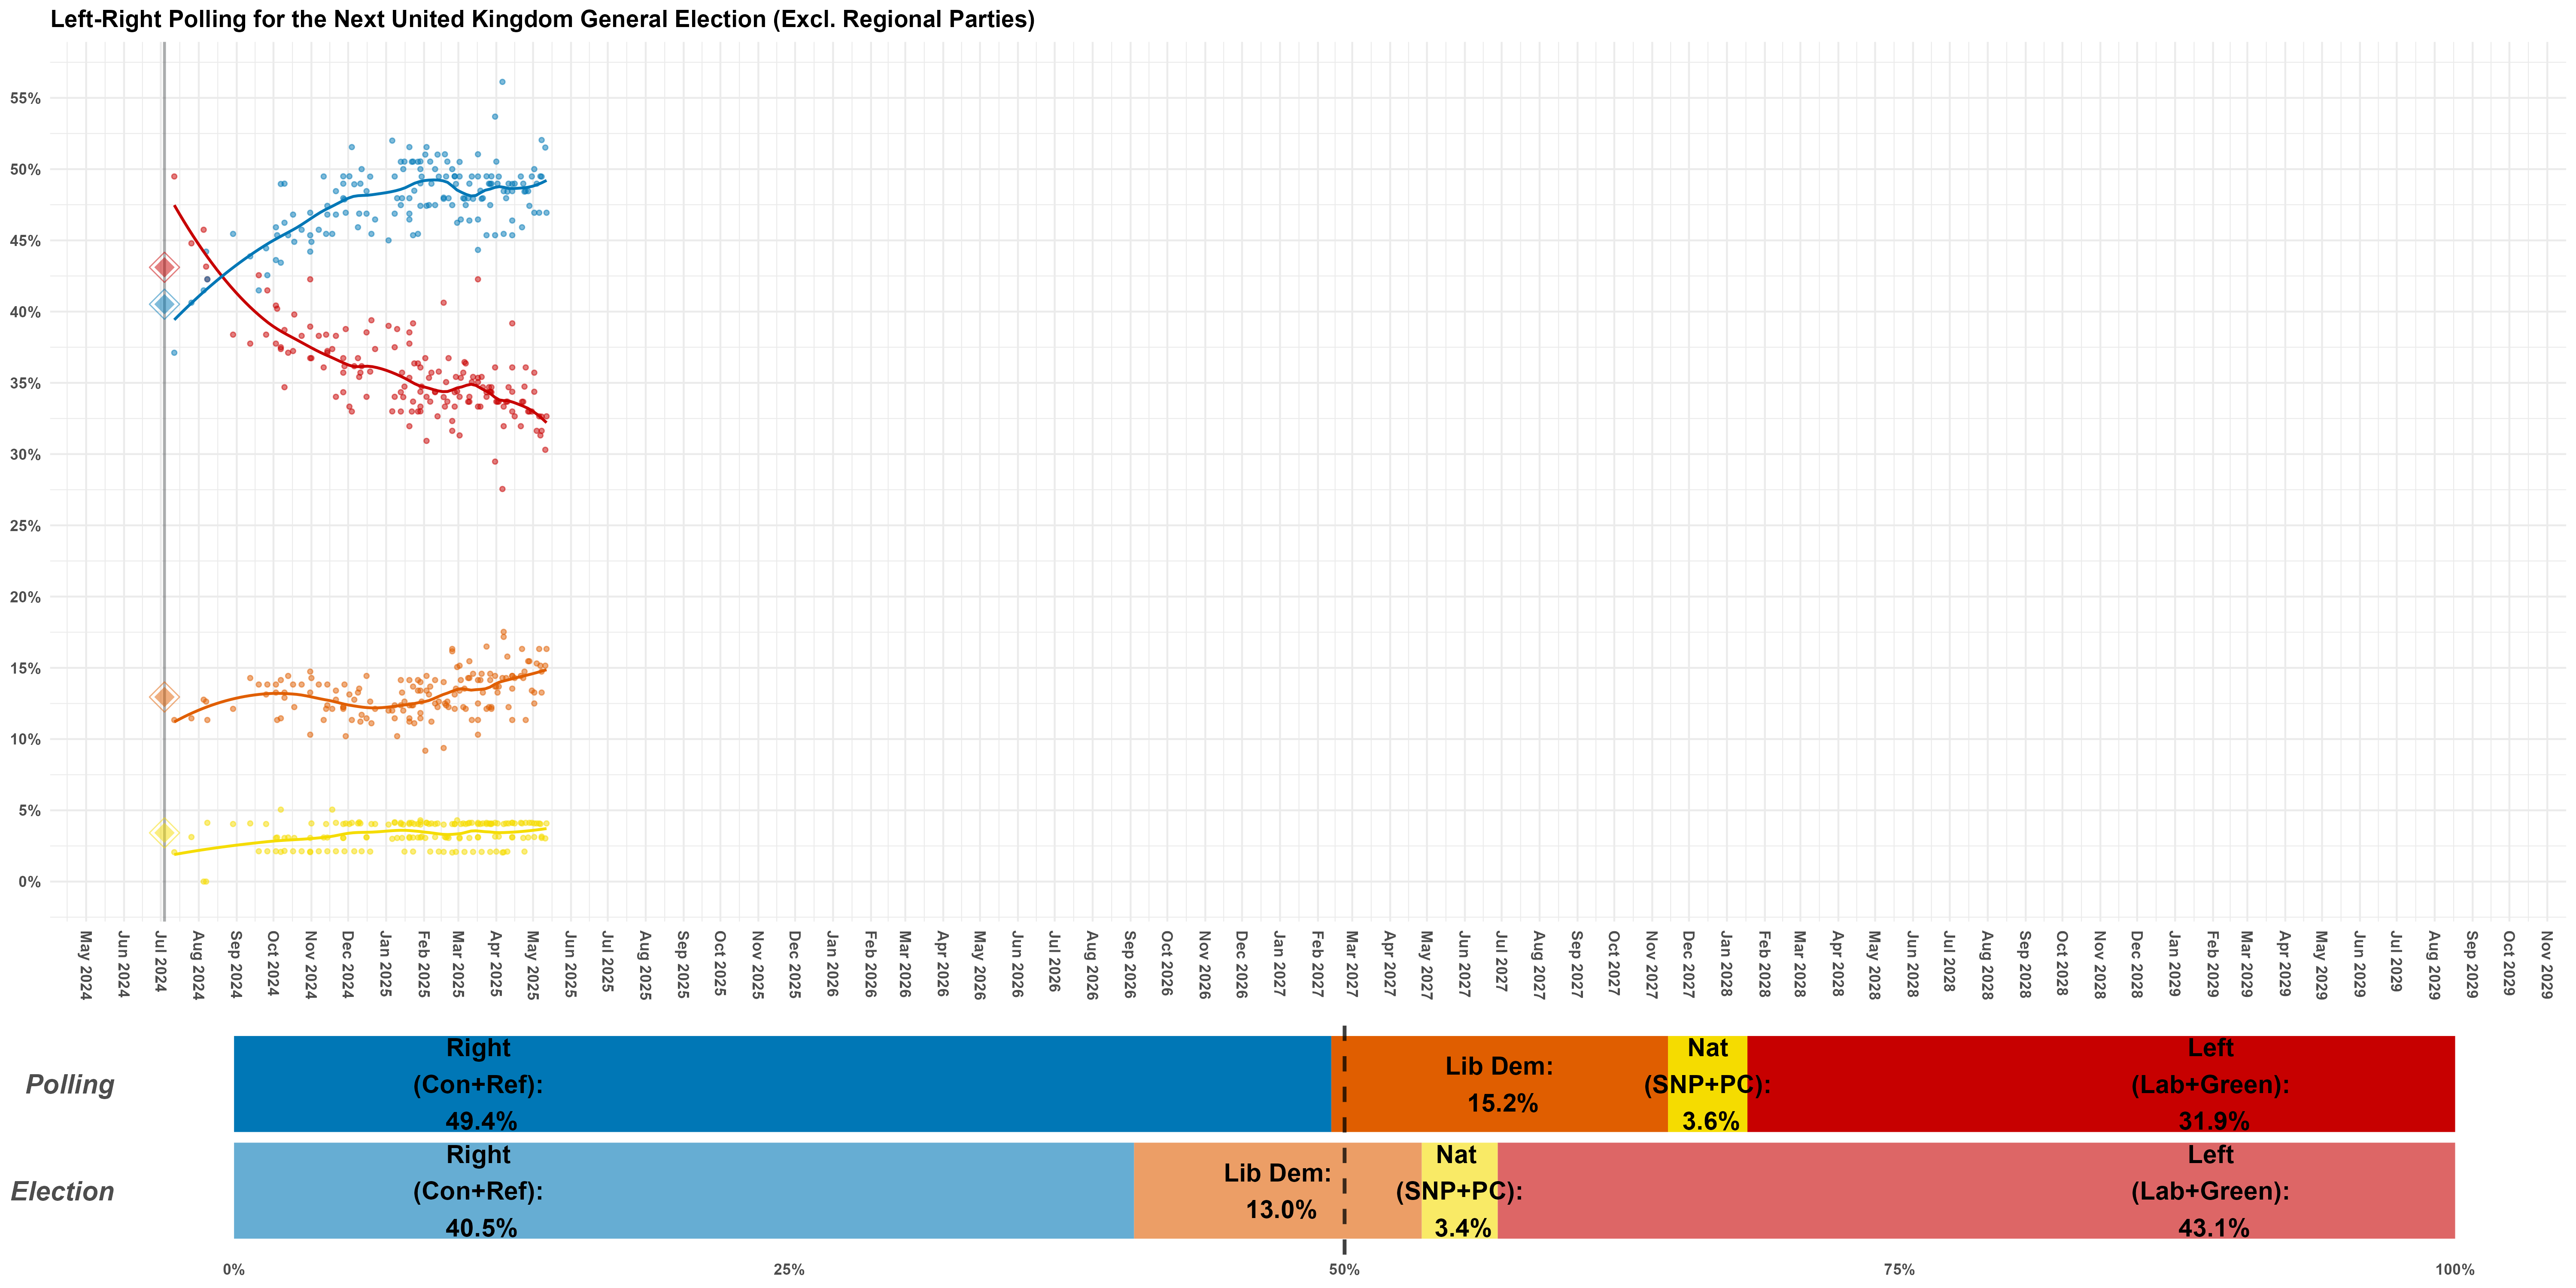 Left-Right Polling for the Next United Kingdom General Election (Excl. Regional Parties)
55%
50%
45%
40%
35%
30%
25%
20%
15%
10%
5%
0%
May 2024
Jun 2024
Jul 2024
Aug 2024
Sep 2024
Oct 2024
Nov 2024
Dec 2024
Jan 2025
Feb 2025
Mar 2025
Apr 2025
May 2025
Jun 2025
Jul 2025
Aug 2025
Sep 2025
Oct 2025
Nov 2025
Dec 2025
Jan 2026
Feb 2026
Mar 2026
Apr 2026
May 2026
Jun 2026
Jul 2026
Aug 2026
Sep 2026
Oct 2026
Nov 2026
Dec 2026
Jan 2027
Feb 2027
Mar 2027
Apr 2027
May 2027
Jun 2027
Jul 2027
Aug 2027
Sep 2027
Oct 2027
Nov 2027
Dec 2027
Jan 2028
Feb 2028
Mar 2028
Apr 2028
May 2028
Jun 2028
Jul 2028
Aug 2028
Sep 2028
Oct 2028
Nov 2028
Dec 2028
Jan 2029
Feb 2029
Mar 2029
Apr 2029
May 2029
Jun 2029
Jul 2029
Aug 2029
Sep 2029
Oct 2029
Nov 2029
Polling
Right
(Con+Ref):
49.4%
Lib Dem:
15.2%
Nat
(SNP+PC):
3.6%
Left
(Lab+Green):
31.9%
Election
Right
(Con+Ref):
40.5%
Lib Dem:
13.0%
Nat
(SNP+PC):
3.4%
Left
(Lab+Green):
43.1%
0%
25%
50%
75%
100%